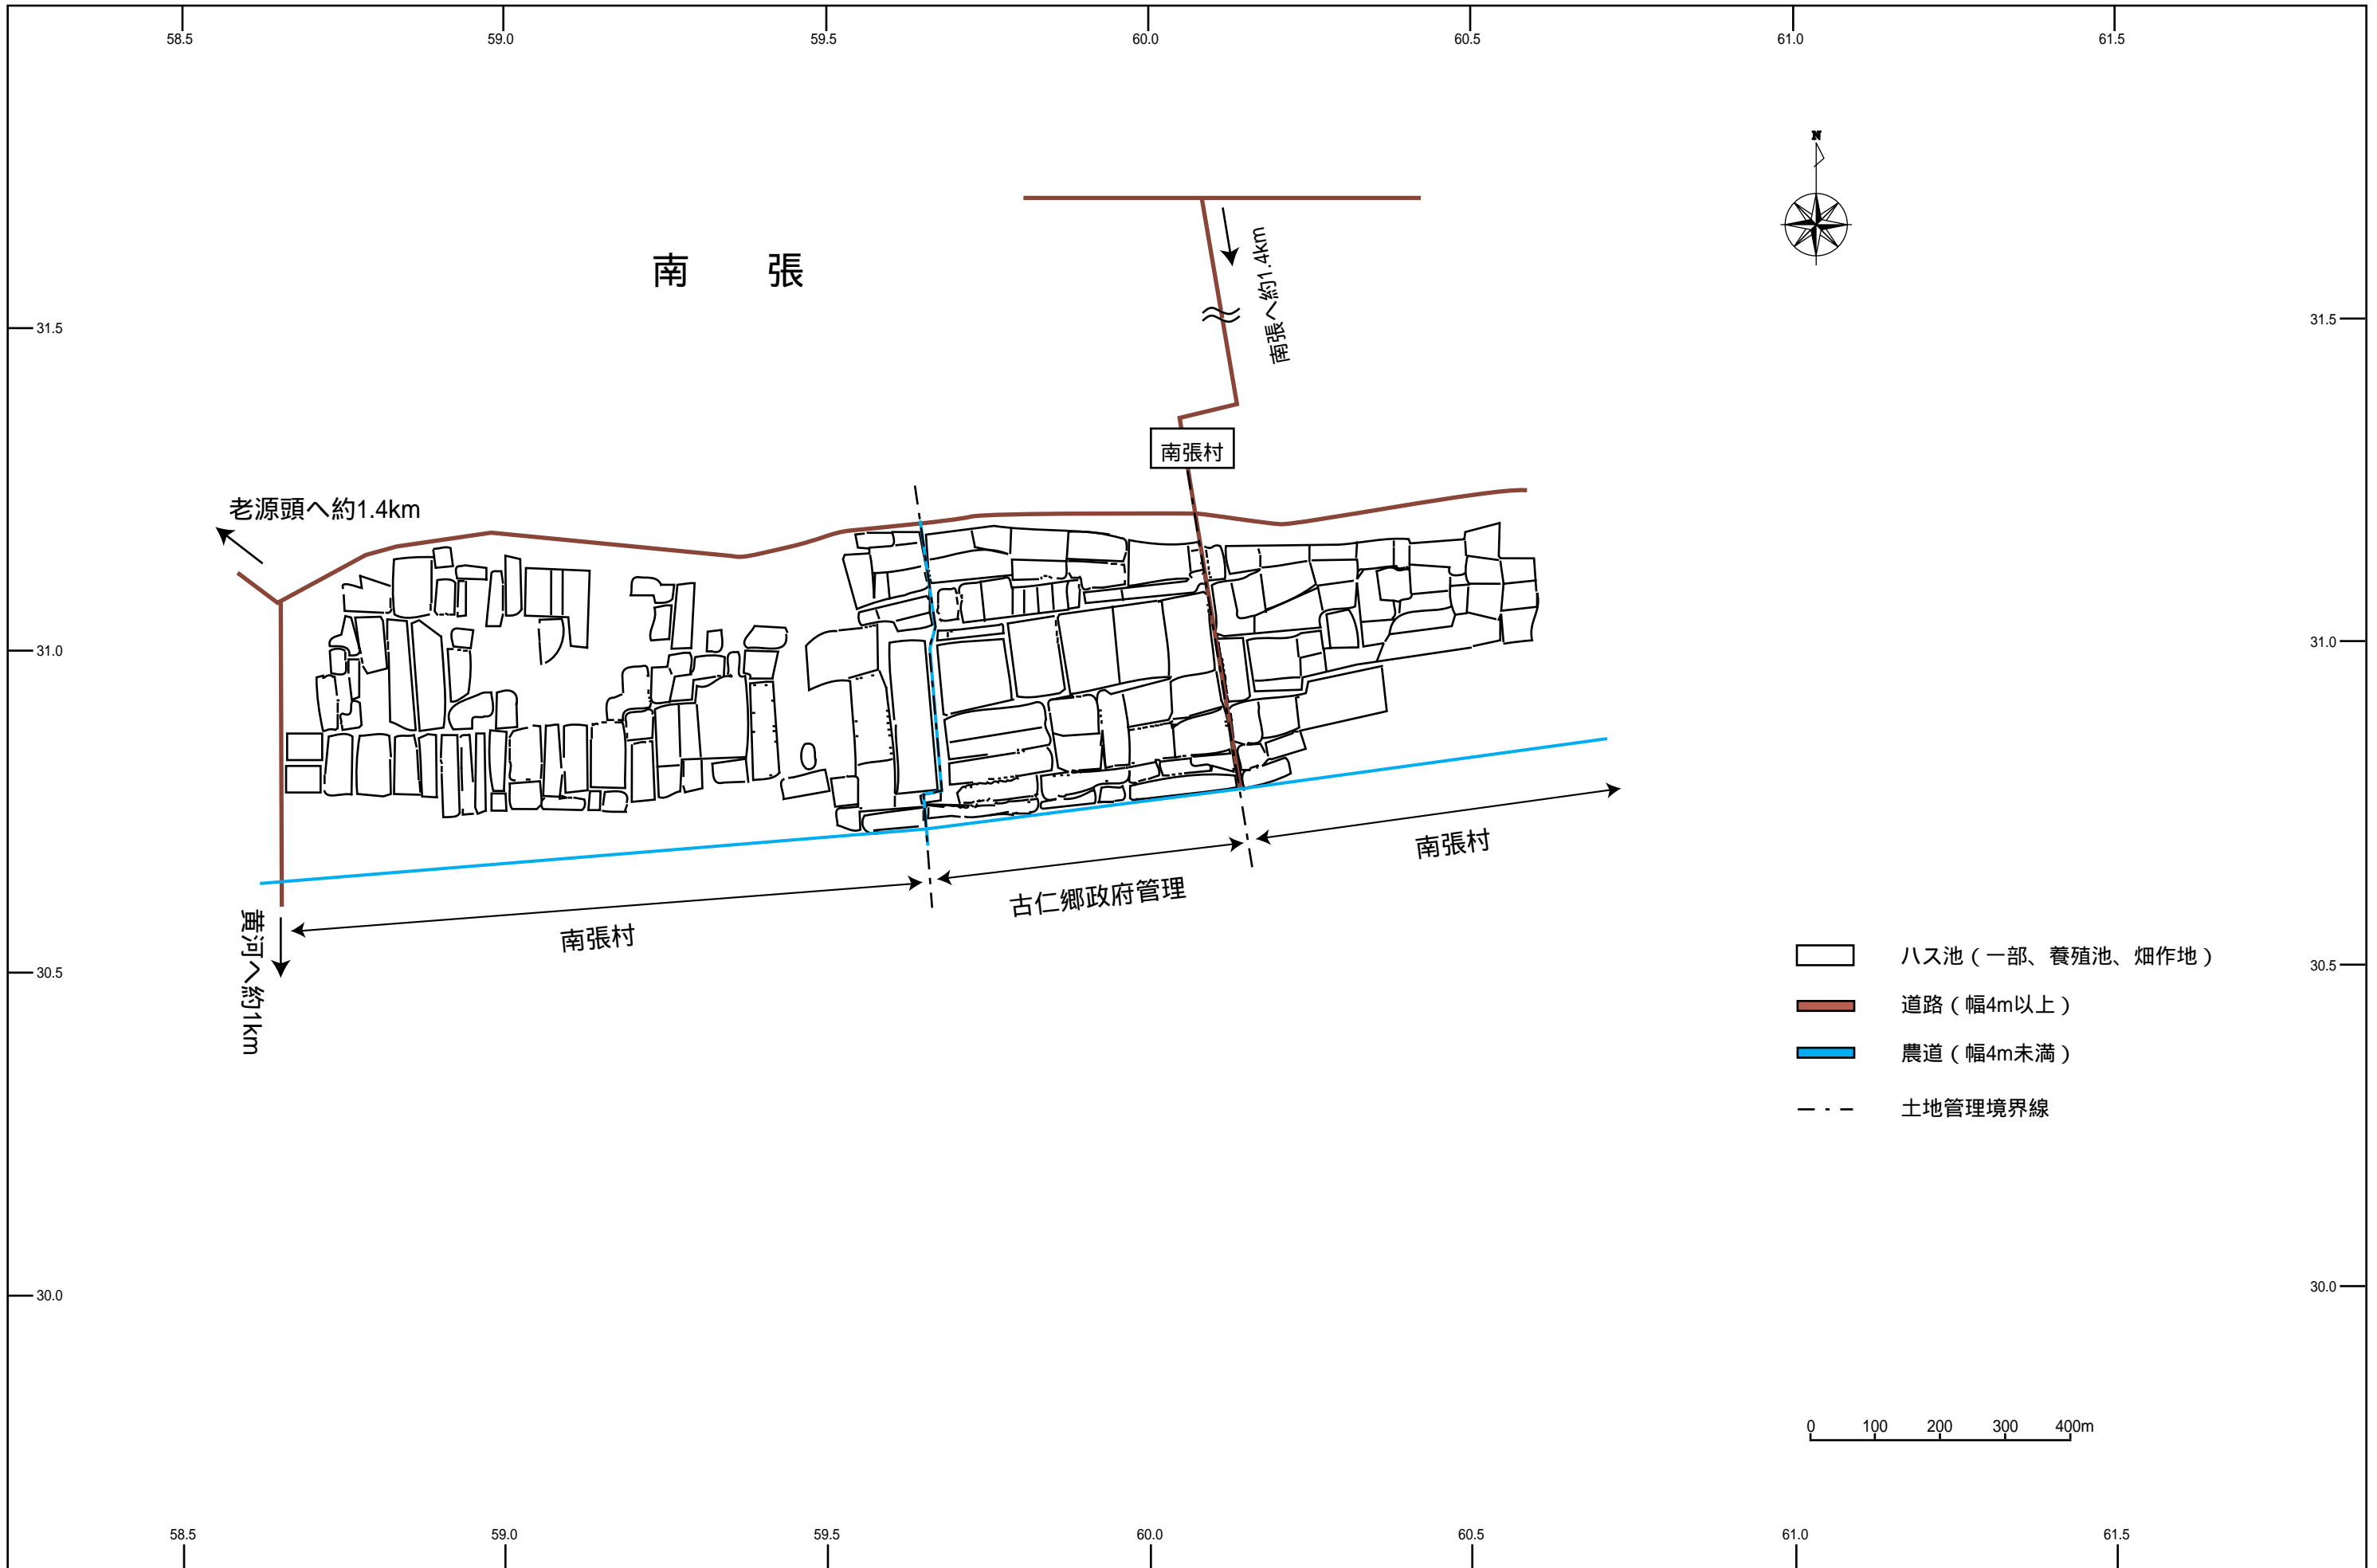 58.5
59.0
59.5
60.0
60.5
61.0
61.5
N
南　張
南張へ約1.4km
31.5
31.5
南張村
老源頭へ約1.4km
31.0
31.0
南張村
古仁郷政府管理
南張村
黄河へ約1km
30.5
30.5
ハス池（一部、養殖池、畑作地）
道路（幅4m以上）
農道（幅4m未満）
土地管理境界線
30.0
30.0
0 100 200 300 400m
58.5
59.0
59.5
60.0
60.5
61.0
61.5